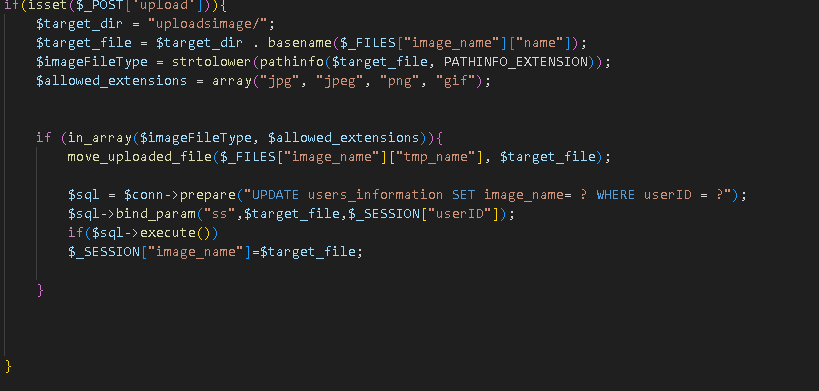 if(isset($_POST['upload'])){
$target_dir = "uploadsimage/";
$target_file = $target_dir . basename($_FILES["image_name"]["name"]);
$imageFileType = strtolower(pathinfo($target_file, PATHINFO_EXTENSION));
$allowed_extensions = array("jpg", "jpeg", "png", "gif");
if (in_array($imageFileType, $allowed_extensions)){
move_uploaded_file($_FILES["image_name"]["tmp_name"], $target_file);
$sql = $conn->prepare("UPDATE users_information SET image_name= ? WHERE userID = ?");
$sql->bind_param("ss",$target_file,$_SESSION["userID"]);
if($sql->execute())
$_SESSION["image_name"]=$target_file;
}
}